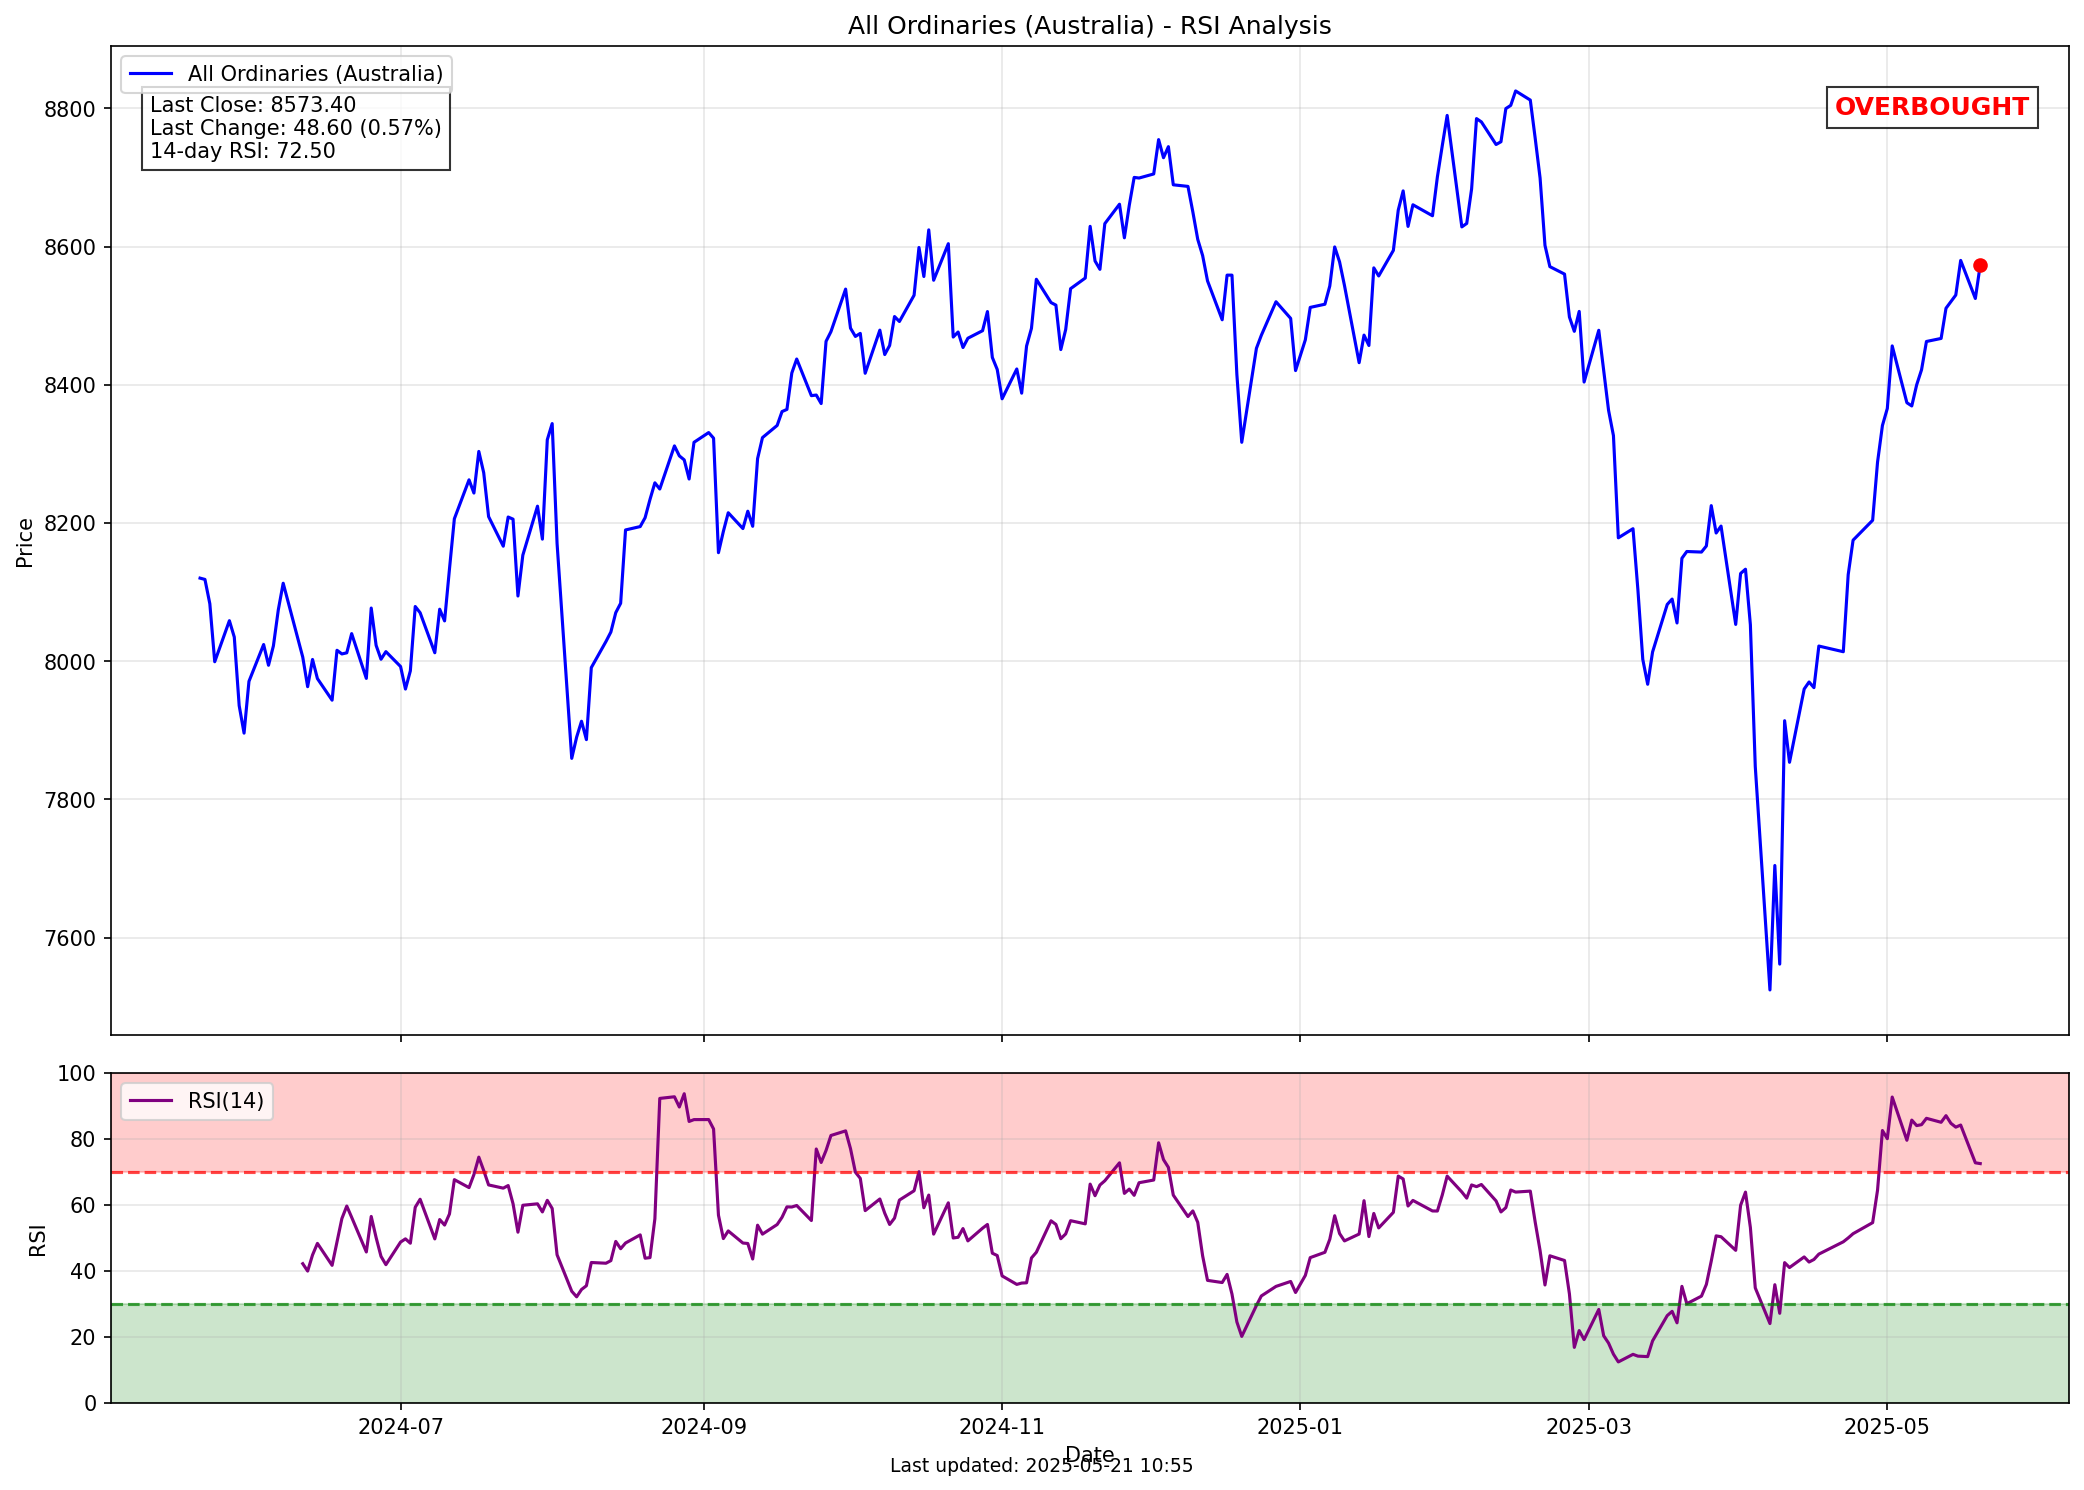 All Ordinaries (Australia) - RSI Analysis
All Ordinaries (Australia)
Last Close: 8573.40
Last Change: 48.60 (0.57%)
14-day RSI: 72.50
OVERBOUGHT
Price
8800
8600
8400
8200
8000
7800
7600
RSI(14)
RSI
100
80
60
40
20
0
2024-07
2024-09
2024-11
2025-01
2025-03
2025-05
Date
Last updated: 2025-05-21 10:55